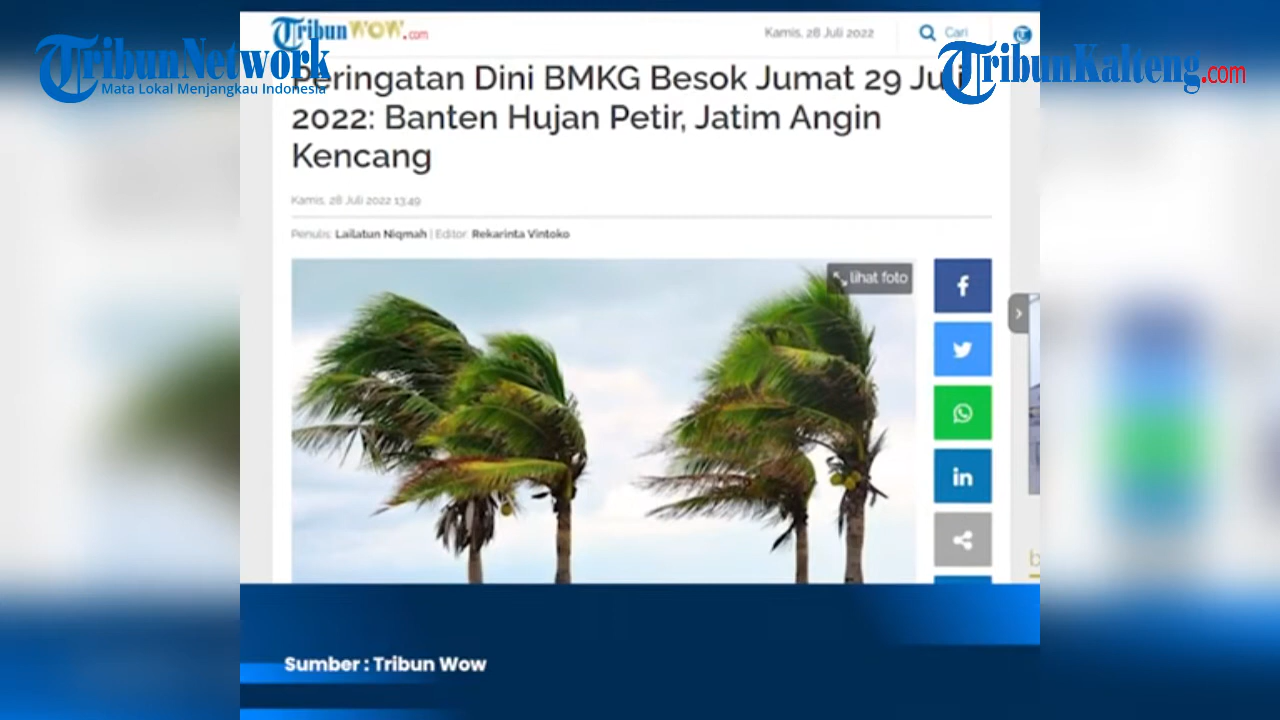 TribunWOW.com
Kamis, 28 Juli 2022
Cari
TribunNetwork
Mata Lokal Menjangkau Indonesia
TribunKalteng.com
Peringatan Dini BMKG Besok Jumat 29 Juli
2022: Banten Hujan Petir, Jatim Angin
Kencang
Kamis, 28 Juli 2022 13:49
Penulis: Lailatun Niqmah | Editor: Rekarinta Vintoko
lihat foto
Sumber : Tribun Wow